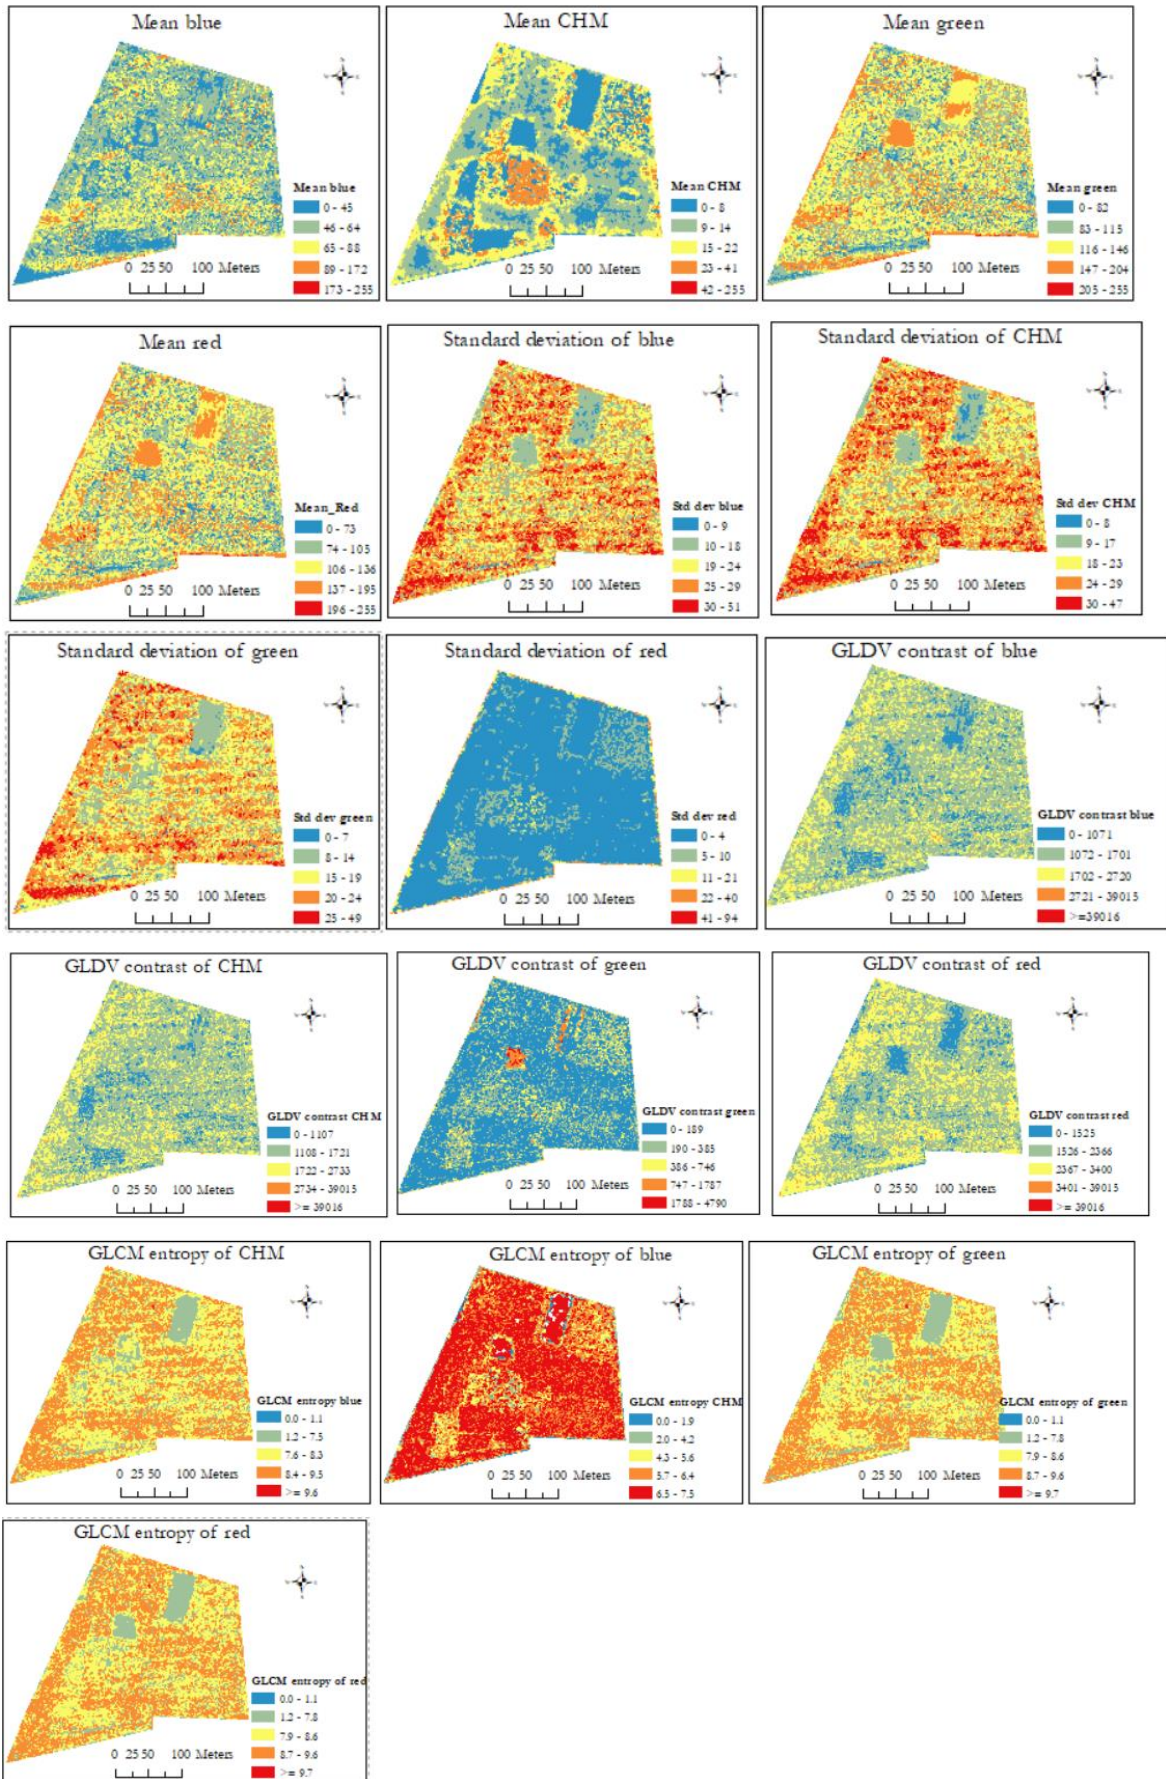 Mean blue
Mean blue
0 - 45
46 - 64
65 - 88
89 - 172
173 - 255
0 25 50 100 Meters
Mean CHM
Mean CHM
0 - 8
9 - 14
15 - 22
23 - 41
42 - 255
0 25 50 100 Meters
Mean green
Mean green
0 - 82
83 - 115
116 - 146
147 - 204
205 - 255
0 25 50 100 Meters
Mean red
Mean_Red
0 - 73
74 - 105
106 - 136
137 - 195
196 - 255
0 25 50 100 Meters
Standard deviation of blue
Std dev blue
0 - 9
10 - 18
19 - 24
25 - 29
30 - 51
0 25 50 100 Meters
Standard deviation of CHM
Std dev CHM
0 - 8
9 - 17
18 - 23
24 - 29
30 - 47
0 25 50 100 Meters
Standard deviation of green
Std dev green
0 - 7
8 - 14
15 - 19
20 - 24
25 - 49
0 25 50 100 Meters
Standard deviation of red
Std dev red
0 - 4
5 - 10
11 - 21
22 - 40
41 - 94
0 25 50 100 Meters
GLDV contrast of blue
GLDV contrast blue
0 - 1071
1072 - 1701
1702 - 2720
2721 - 39015
>=39016
0 25 50 100 Meters
GLDV contrast of CHM
GLDV contrast CHM
0 - 1107
1108 - 1721
1722 - 2733
2734 - 39015
>= 39016
0 25 50 100 Meters
GLDV contrast of green
GLDV contrast green
0 - 189
190 - 385
386 - 746
747 - 1787
1788 - 4790
0 25 50 100 Meters
GLDV contrast of red
GLDV contrast red
0 - 1525
1526 - 2366
2367 - 3400
3401 - 39015
>= 39016
0 25 50 100 Meters
GLCM entropy of CHM
GLCM entropy blue
0.0 - 1.1
1.2 - 7.5
7.6 - 8.3
8.4 - 9.5
>= 9.6
0 25 50 100 Meters
GLCM entropy of blue
GLCM entropy CHM
0.0 - 1.9
2.0 - 4.2
4.3 - 5.6
5.7 - 6.4
6.5 - 7.5
0 25 50 100 Meters
GLCM entropy of green
GLCM entropy of green
0.0 - 1.1
1.2 - 7.8
7.9 - 8.6
8.7 - 9.6
>= 9.7
0 25 50 100 Meters
GLCM entropy of red
GLCM entropy of red
0.0 - 1.1
1.2 - 7.8
7.9 - 8.6
8.7 - 9.6
>= 9.7
0 25 50 100 Meters